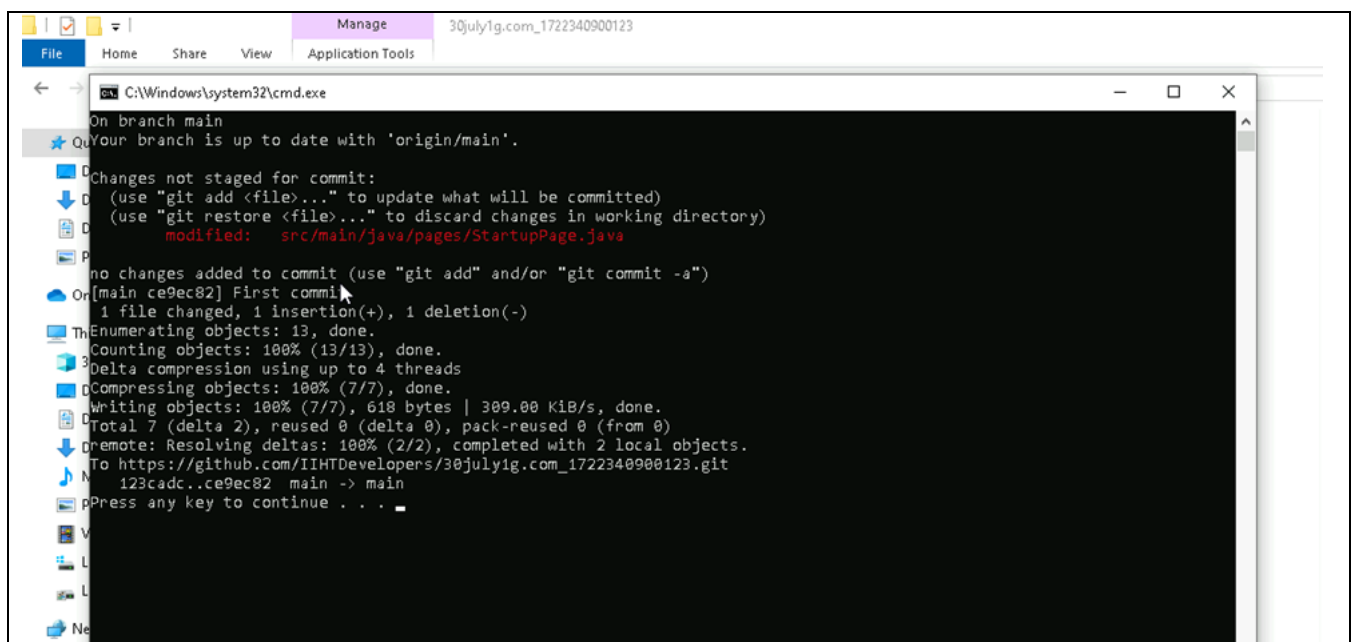 Manage
30july1g.com_1722340900123
File
Home
Share
View
Application Tools
C:\Windows\system32\cmd.exe
On branch main
Your branch is up to date with 'origin/main'.
Changes not staged for commit:
(use "git add <file>..." to update what will be committed)
(use "git restore <file>..." to discard changes in working directory)
modified:   src/main/java/pages/StartupPage.java
no changes added to commit (use "git add" and/or "git commit -a")
[main ce9ec82] First commit
1 file changed, 1 insertion(+), 1 deletion(-)
Enumerating objects: 13, done.
Counting objects: 100% (13/13), done.
Delta compression using up to 4 threads
Compressing objects: 100% (7/7), done.
Writing objects: 100% (7/7), 618 bytes | 309.00 KiB/s, done.
Total 7 (delta 2), reused 0 (delta 0), pack-reused 0 (from 0)
remote: Resolving deltas: 100% (2/2), completed with 2 local objects.
To https://github.com/IIHTDevelopers/30july1g.com_1722340900123.git
123cadc..ce9ec82  main -> main
Press any key to continue . . .